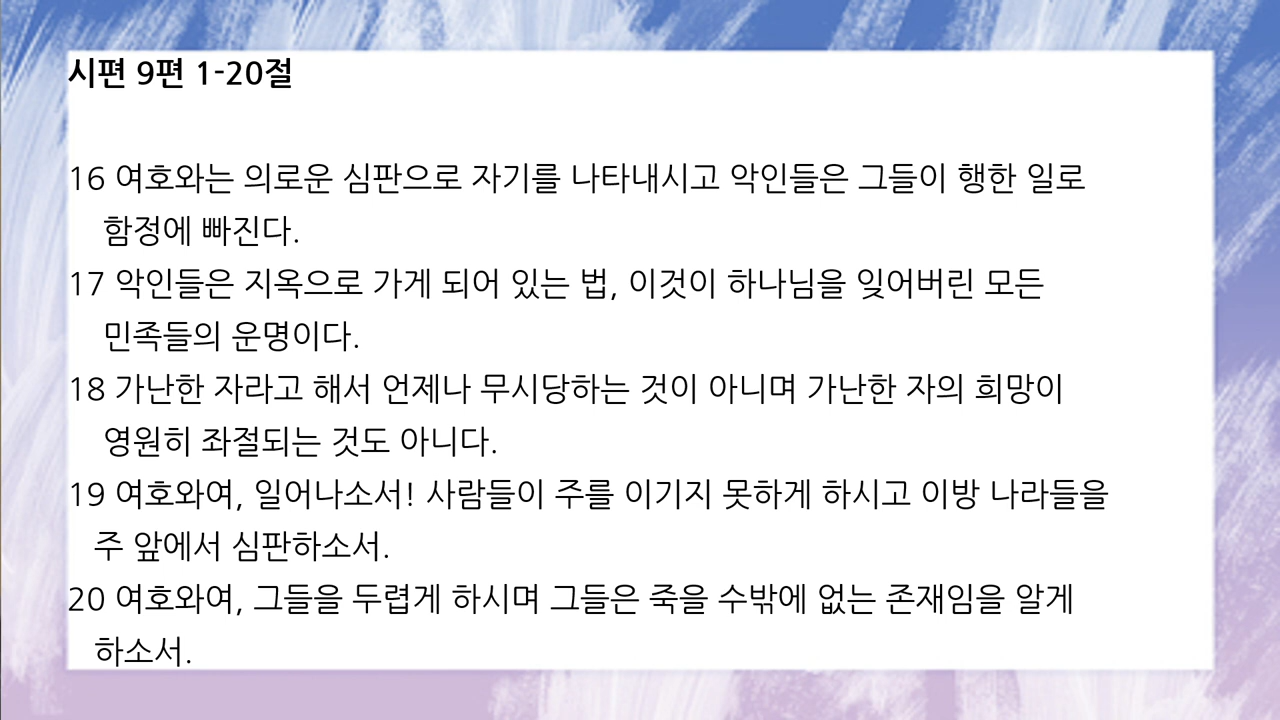 시편 9편 1-20절
16 여호와는 의로운 심판으로 자기를 나타내시고 악인들은 그들이 행한 일로
함정에 빠진다.
17 악인들은 지옥으로 가게 되어 있는 법, 이것이 하나님을 잊어버린 모든
민족들의 운명이다.
18 가난한 자라고 해서 언제나 무시당하는 것이 아니며 가난한 자의 희망이
영원히 좌절되는 것도 아니다.
19 여호와여, 일어나소서! 사람들이 주를 이기지 못하게 하시고 이방 나라들을
주 앞에서 심판하소서.
20 여호와여, 그들을 두렵게 하시며 그들은 죽을 수밖에 없는 존재임을 알게
하소서.